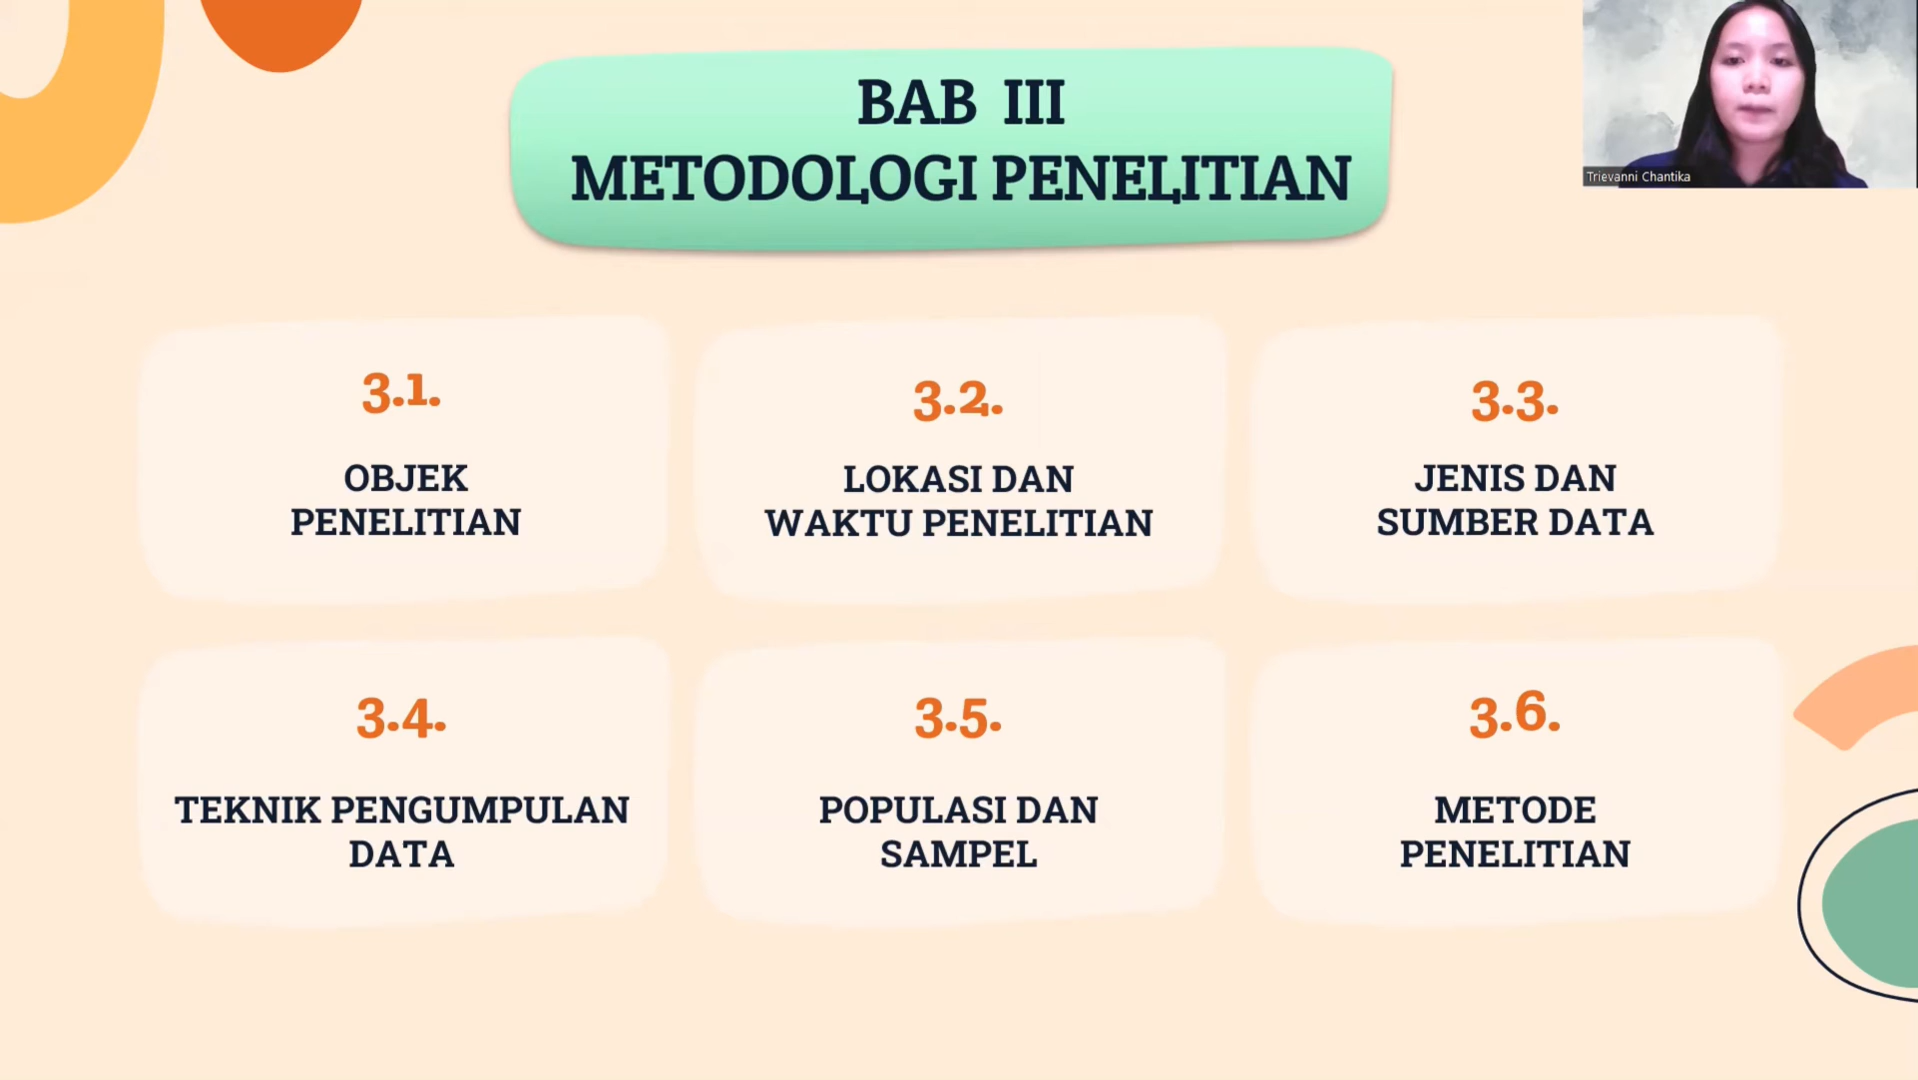 BAB III
METODOLOGI PENELITIAN
Trievanni Chantika
3.1.
OBJEK
PENELITIAN
3.2.
LOKASI DAN
WAKTU PENELITIAN
3.3.
JENIS DAN
SUMBER DATA
3.4.
TEKNIK PENGUMPULAN
DATA
3.5.
POPULASI DAN
SAMPEL
3.6.
METODE
PENELITIAN